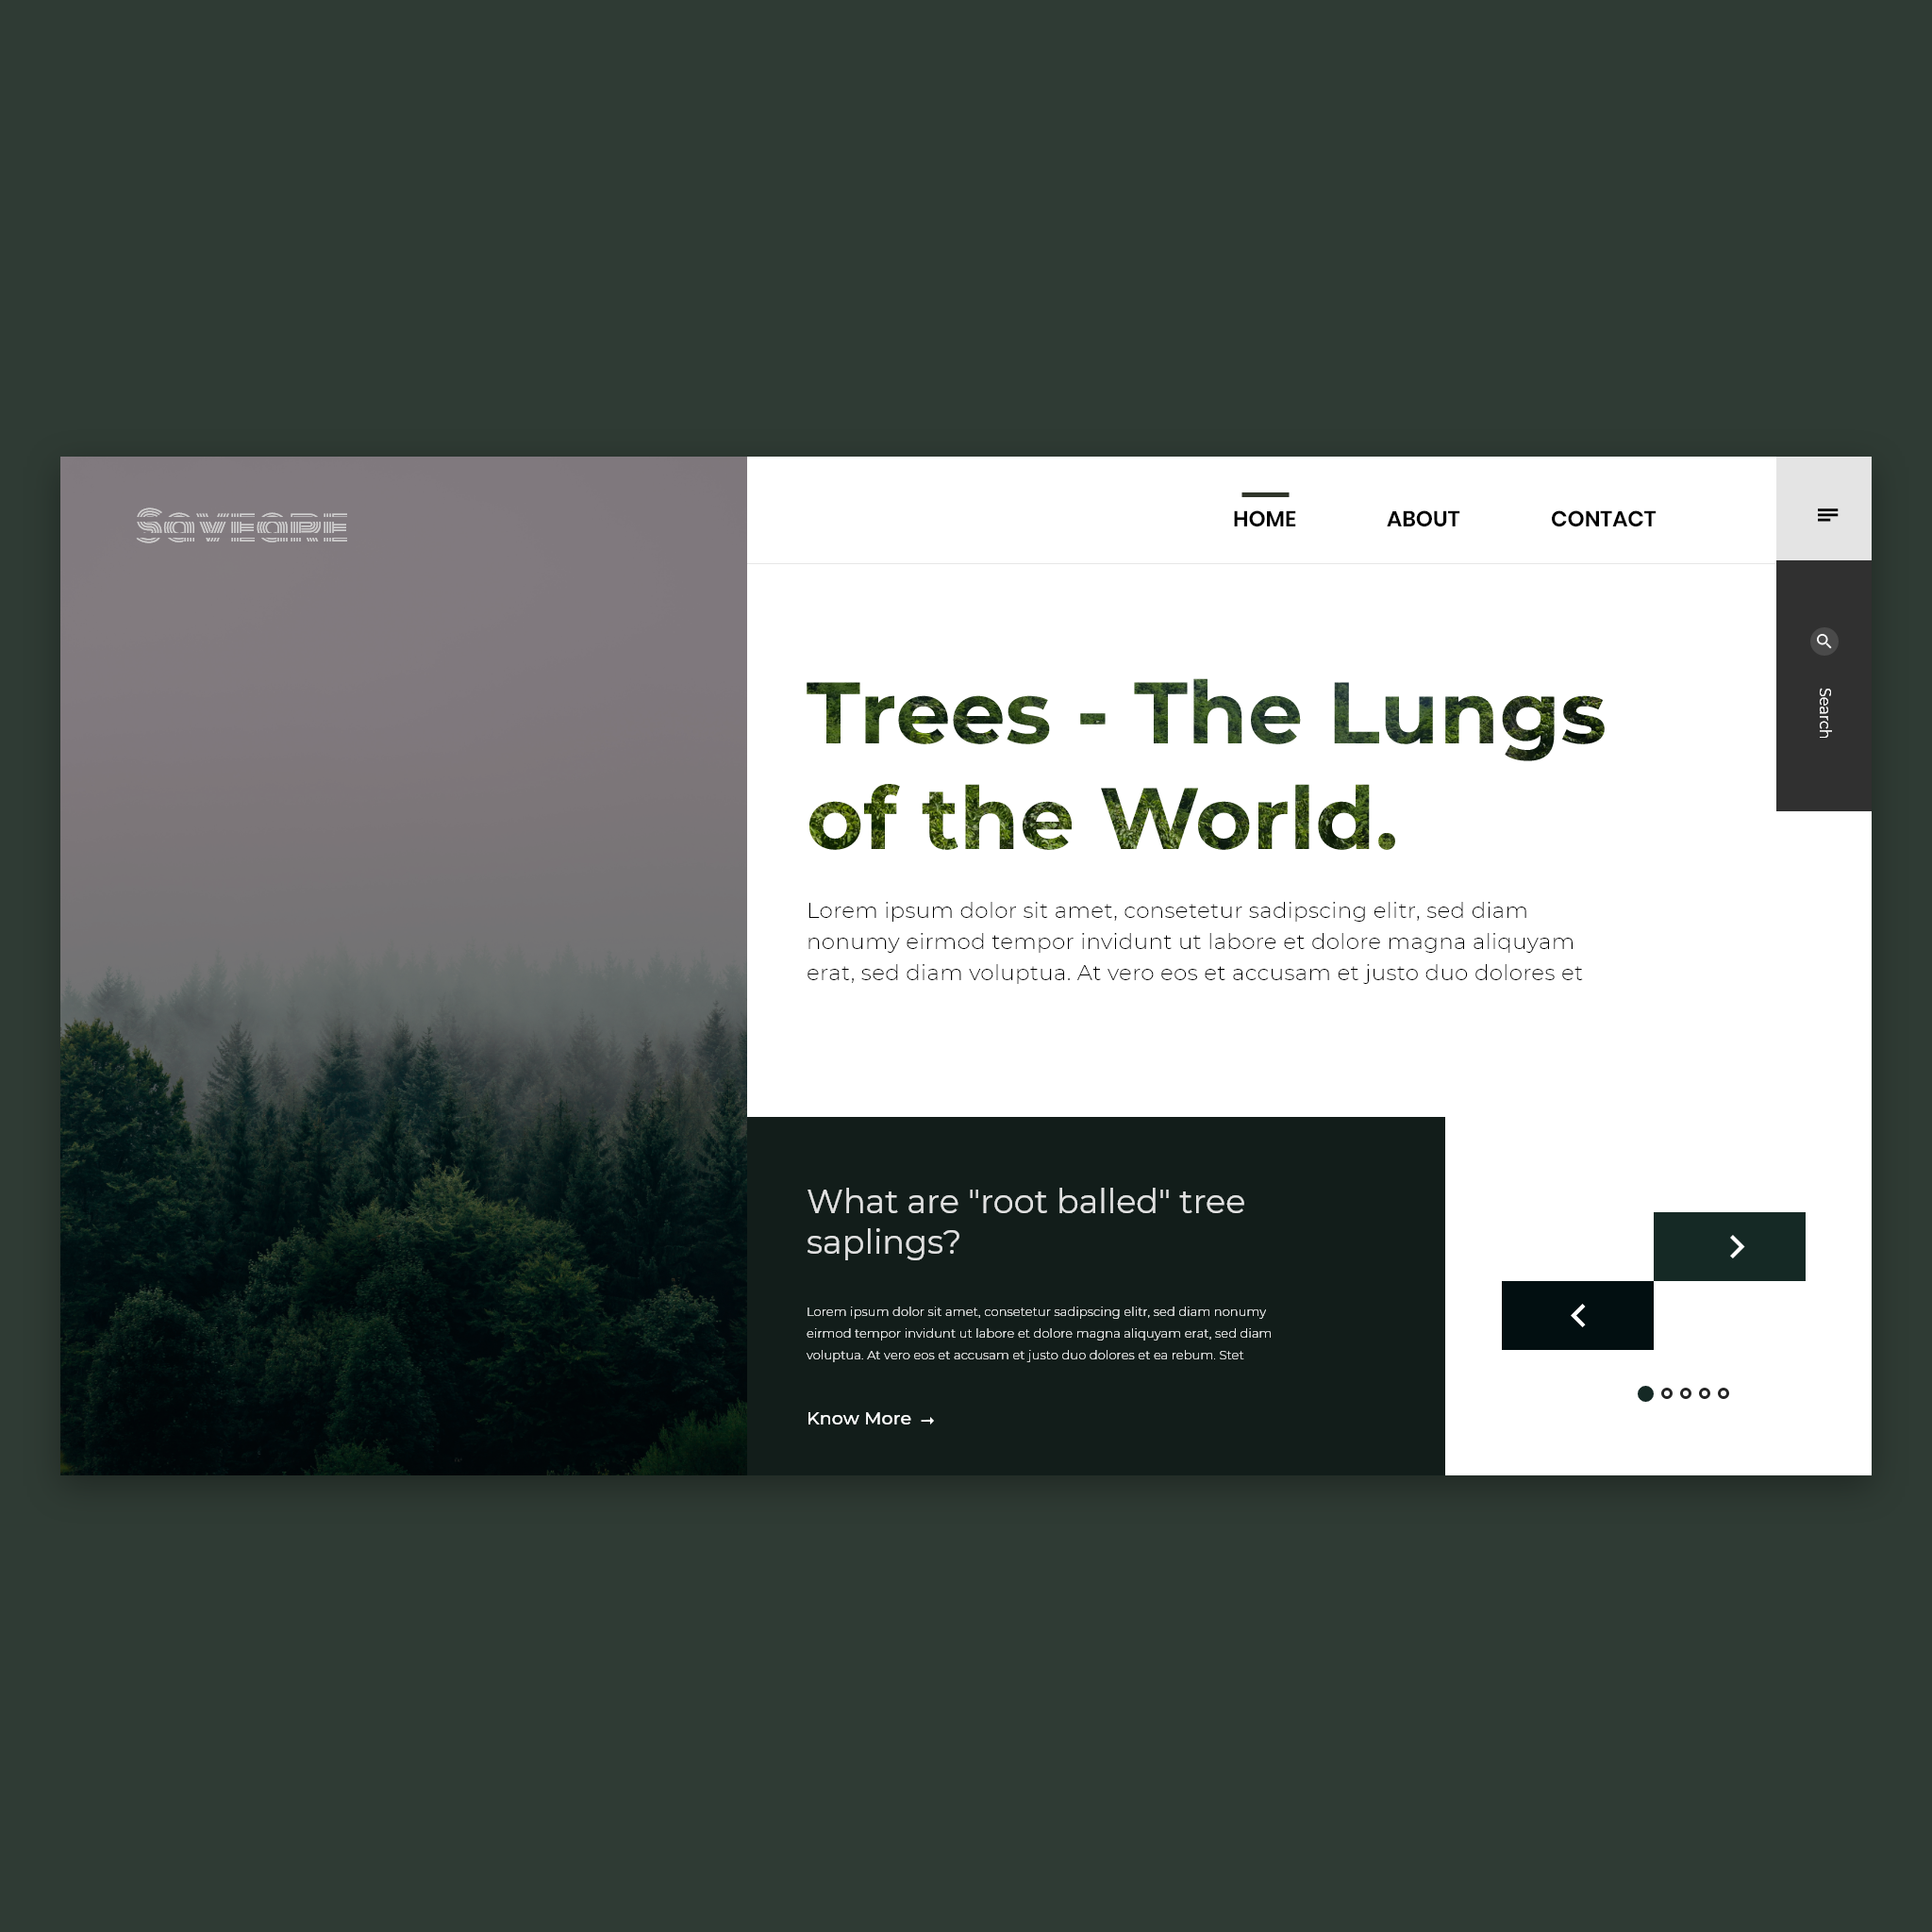 Saveare
HOME ABOUT CONTACT
Search
Trees - The Lungs
of the World.
Lorem ipsum dolor sit amet, consetetur sadipscing elitr, sed diam
nonumy eirmod tempor invidunt ut labore et dolore magna aliquyam
erat, sed diam voluptua. At vero eos et accusam et justo duo dolores et
What are "root balled" tree
saplings?
Lorem ipsum dolor sit amet, consetetur sadipscing elitr, sed diam nonumy
eirmod tempor invidunt ut labore et dolore magna aliquyam erat, sed diam
voluptua. At vero eos et accusam et justo duo dolores et ea rebum. Stet
Know More →